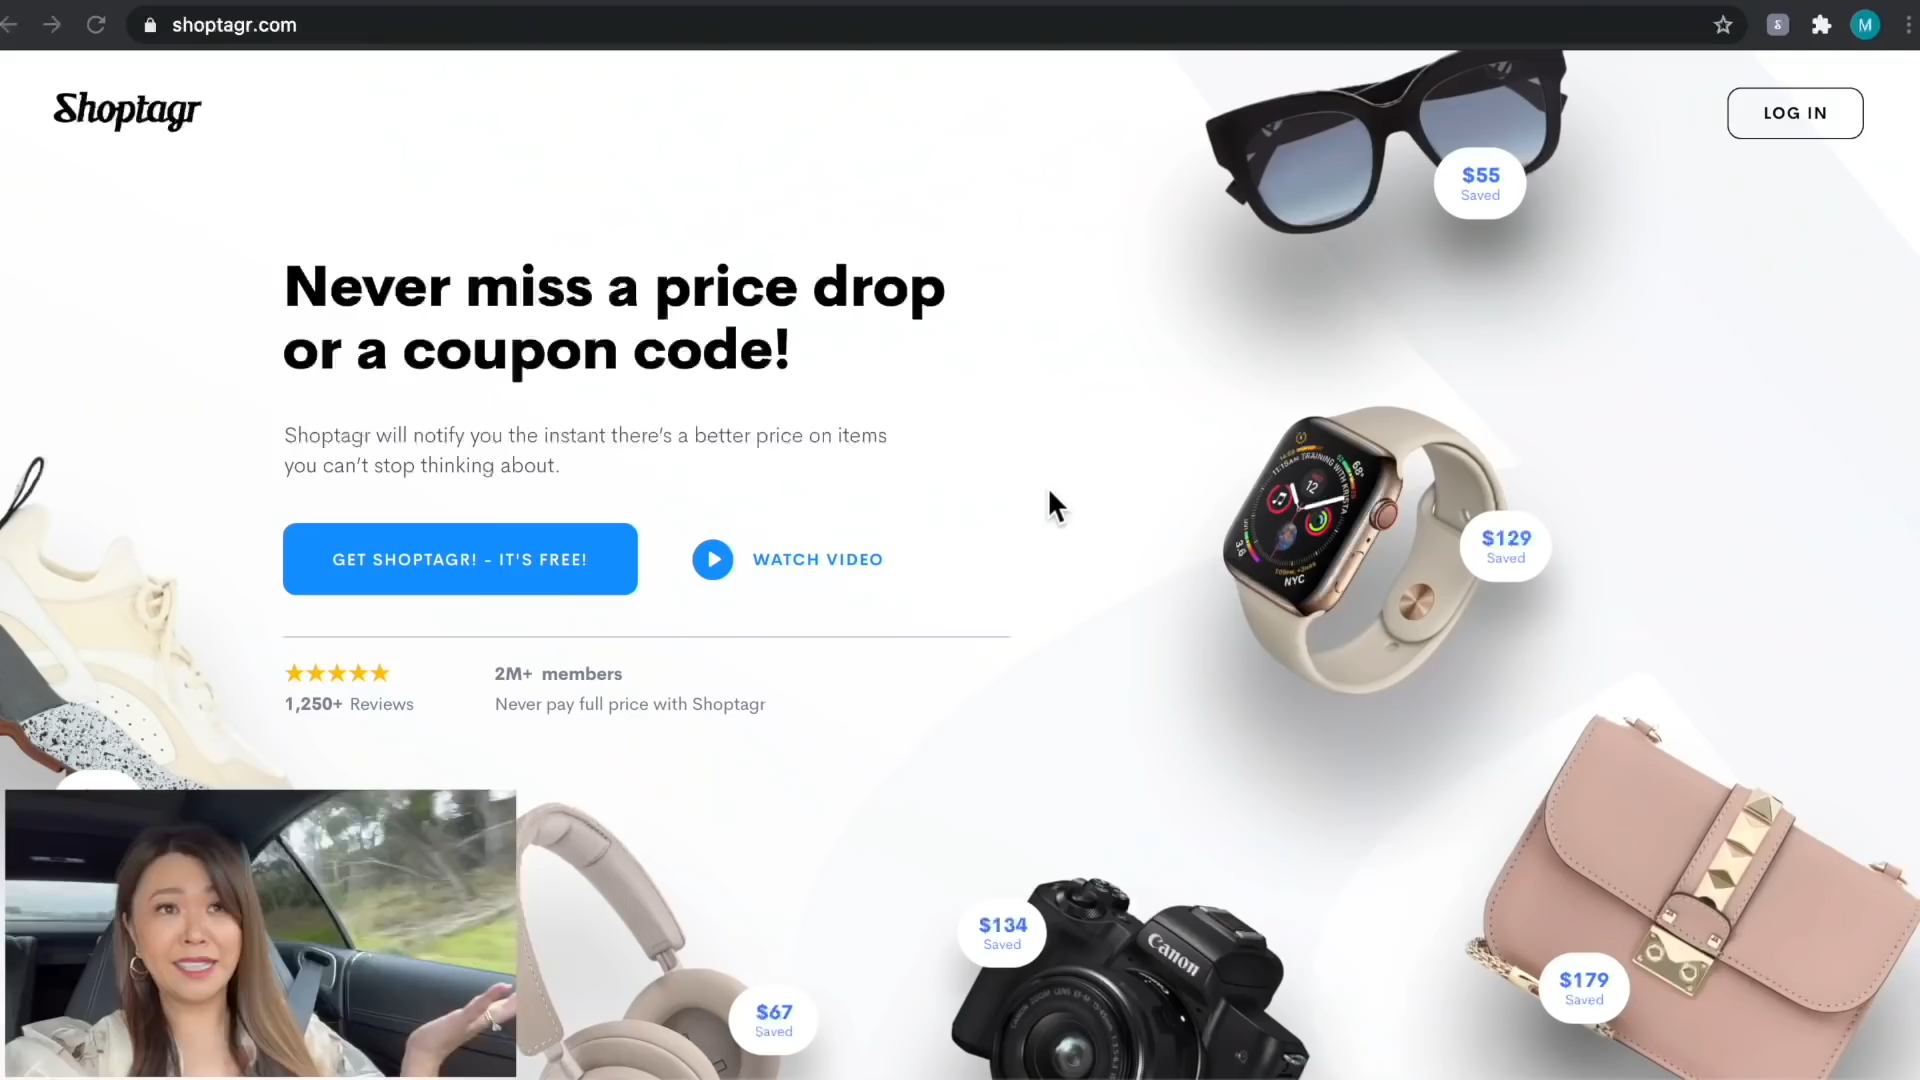 shoptagr.com
M
Shoptagr
LOG IN
$55
Saved
Never miss a price drop
or a coupon code!
Shoptagr will notify you the instant there's a better price on items
you can't stop thinking about.
GET SHOPTAGR! - IT'S FREE!
WATCH VIDEO
$129
Saved
NYC
1,250+ Reviews
2M+ members
Never pay full price with Shoptagr
$134
Saved
Canon
$179
Saved
$67
Saved